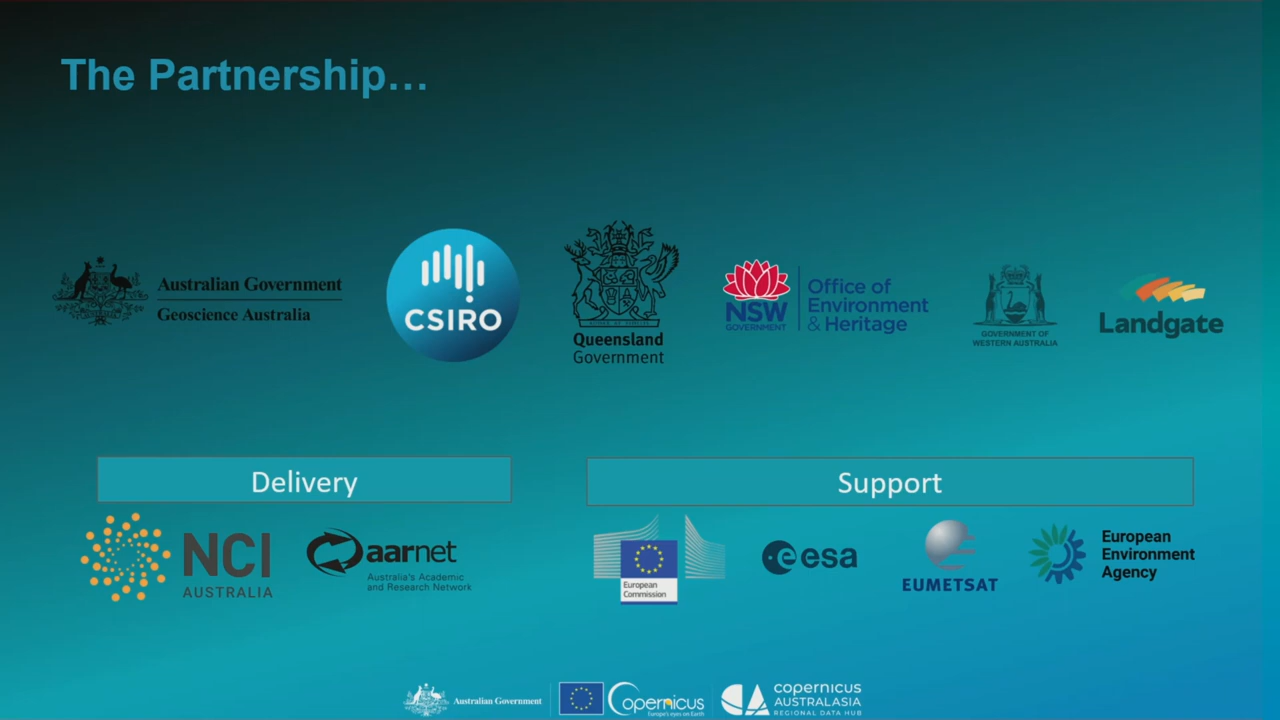 The Partnership…
Australian Government
Geoscience Australia
CSIRO
Queensland
Government
NSW
GOVERNMENT
Office of
Environment
& Heritage
GOVERNMENT OF
WESTERN AUSTRALIA
Landgate
Delivery
Support
NCI
AUSTRALIA
aarnet
Australia's Academic
and Research Network
European
Commission
esa
EUMETSAT
European
Environment
Agency
Australian Government
Copernicus
Europe's eyes on Earth
copernicus
AUSTRALASIA
REGIONAL DATA HUB